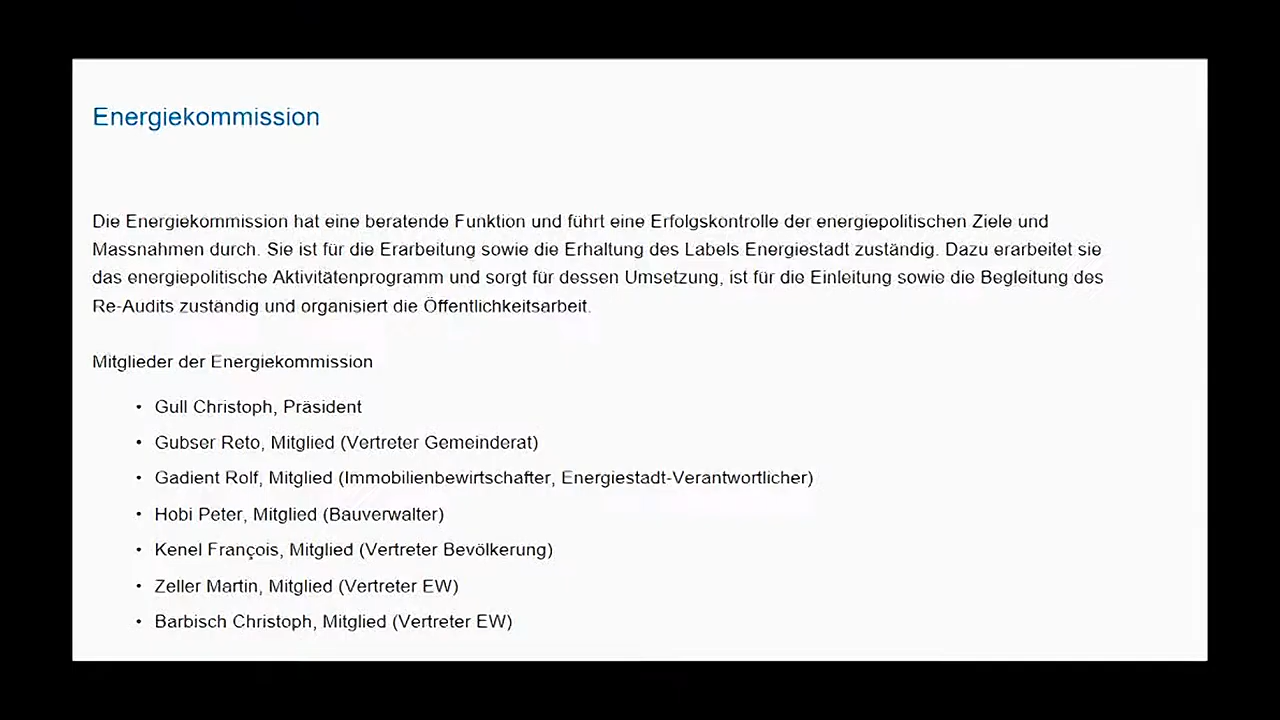 Energiekommission
Die Energiekommission hat eine beratende Funktion und führt eine Erfolgskontrolle der energiepolitischen Ziele und
Massnahmen durch. Sie ist für die Erarbeitung sowie die Erhaltung des Labels Energiestadt zuständig. Dazu erarbeitet sie
das energiepolitische Aktivitätenprogramm und sorgt für dessen Umsetzung, ist für die Einleitung sowie die Begleitung des
Re-Audits zuständig und organisiert die Öffentlichkeitsarbeit.
Mitglieder der Energiekommission
• Gull Christoph, Präsident
• Gubser Reto, Mitglied (Vertreter Gemeinderat)
• Gadient Rolf, Mitglied (Immobilienbewirtschafter, Energiestadt-Verantwortlicher)
• Hobi Peter, Mitglied (Bauverwalter)
• Kenel François, Mitglied (Vertreter Bevölkerung)
• Zeller Martin, Mitglied (Vertreter EW)
• Barbisch Christoph, Mitglied (Vertreter EW)